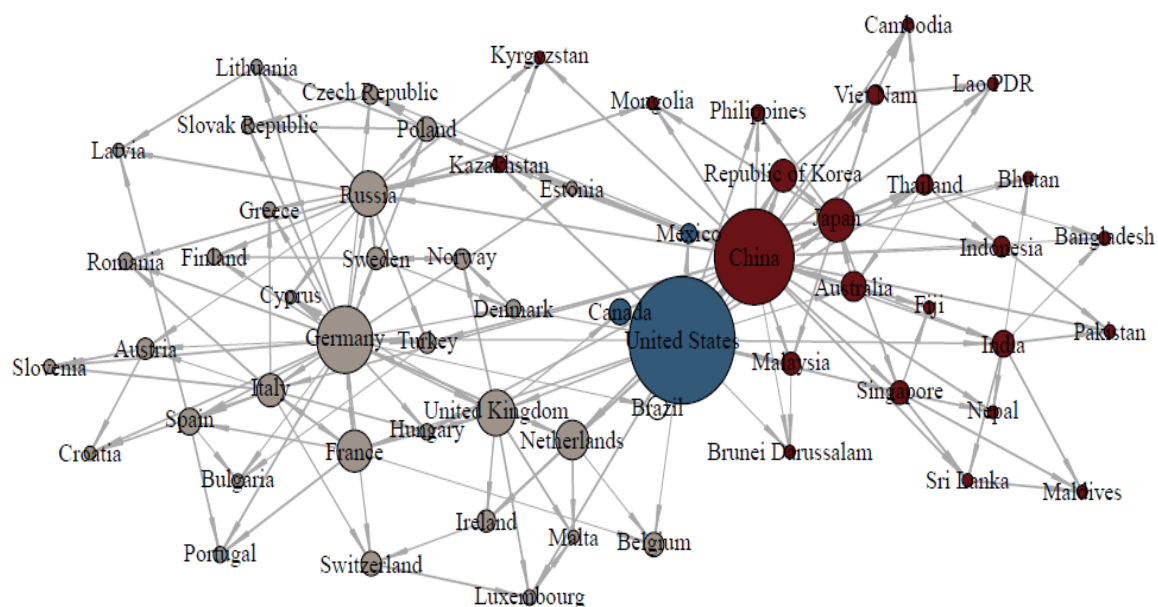 Cambodia
Lithuania
Kyrgyzstan
Czech Republic
Mongolia
Philippines
Viet Nam
Lao PDR
Slovak Republic
Poland
Latvia
Kazakhstan
Estonia
Republic of Korea
Thailand
Bhutan
Russia
Greece
Mexico
Japan
Romania
Finland
Sweden
Norway
China
Indonesia
Bangladesh
Cyprus
Denmark
Canada
Australia
Fiji
Slovenia
Austria
Germany
Turkey
United States
Malaysia
India
Pakistan
Italy
Singapore
Spain
United Kingdom
Brazil
Nepal
Croatia
Hungary
Netherlands
France
Brunei Darussalam
Bulgaria
Sri Lanka
Maldives
Portugal
Ireland
Malta
Belgium
Switzerland
Luxembourg